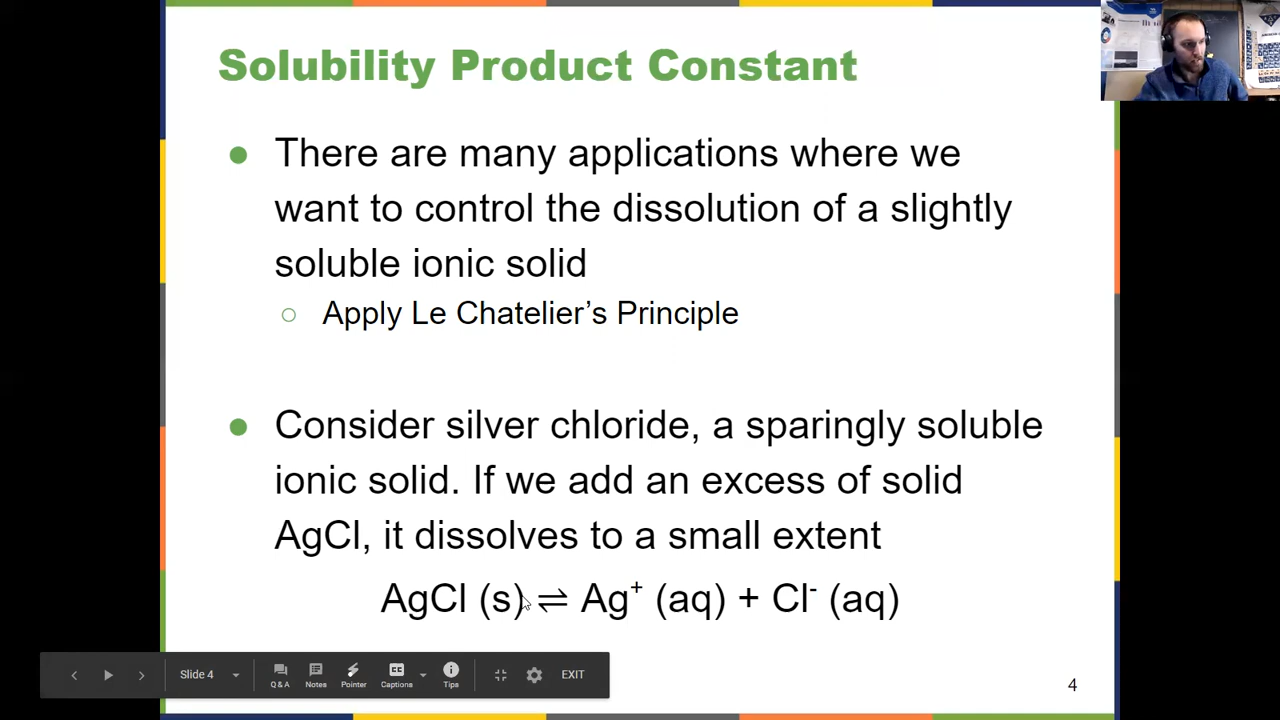 Solubility Product Constant
● There are many applications where we
want to control the dissolution of a slightly
soluble ionic solid
○ Apply Le Chatelier’s Principle
● Consider silver chloride, a sparingly soluble
ionic solid. If we add an excess of solid
AgCl, it dissolves to a small extent
AgCl (s) ⇌ Ag⁺ (aq) + Cl⁻ (aq)
Slide 4
Q & A
Notes
Pointer
Captions
Tips
EXIT
4